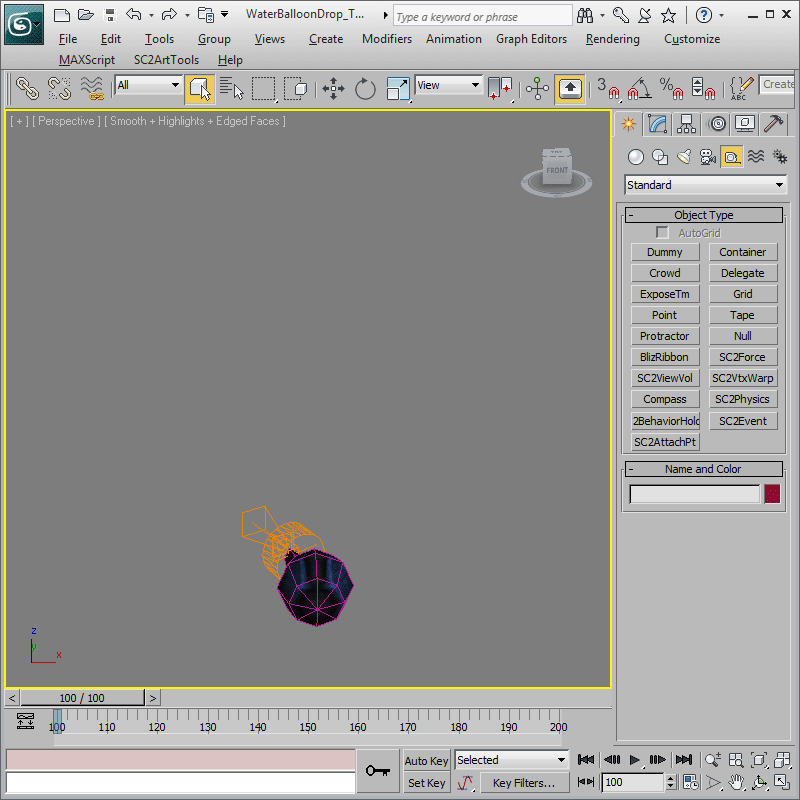 WaterBalloonDrop_T...
Type a keyword or phrase
File Edit Tools Group Views Create Modifiers Animation Graph Editors Rendering Customize
MAXScript SC2ArtTools Help
All
View
3
%
ABC
Create
[ + ] [ Perspective ] [ Smooth + Highlights + Edged Faces ]
FRONT
Standard
- Object Type
AutoGrid
Dummy Container
Crowd Delegate
ExposeTm Grid
Point Tape
Protractor Null
BlizRibbon SC2Force
SC2ViewVol SC2VtxWarp
Compass SC2Physics
2BehaviorHold SC2Event
SC2AttachPt
- Name and Color
z
y
x
< 100 / 100 >
100 110 120 130 140 150 160 170 180 190 200
Auto Key Selected
Set Key Key Filters... 100